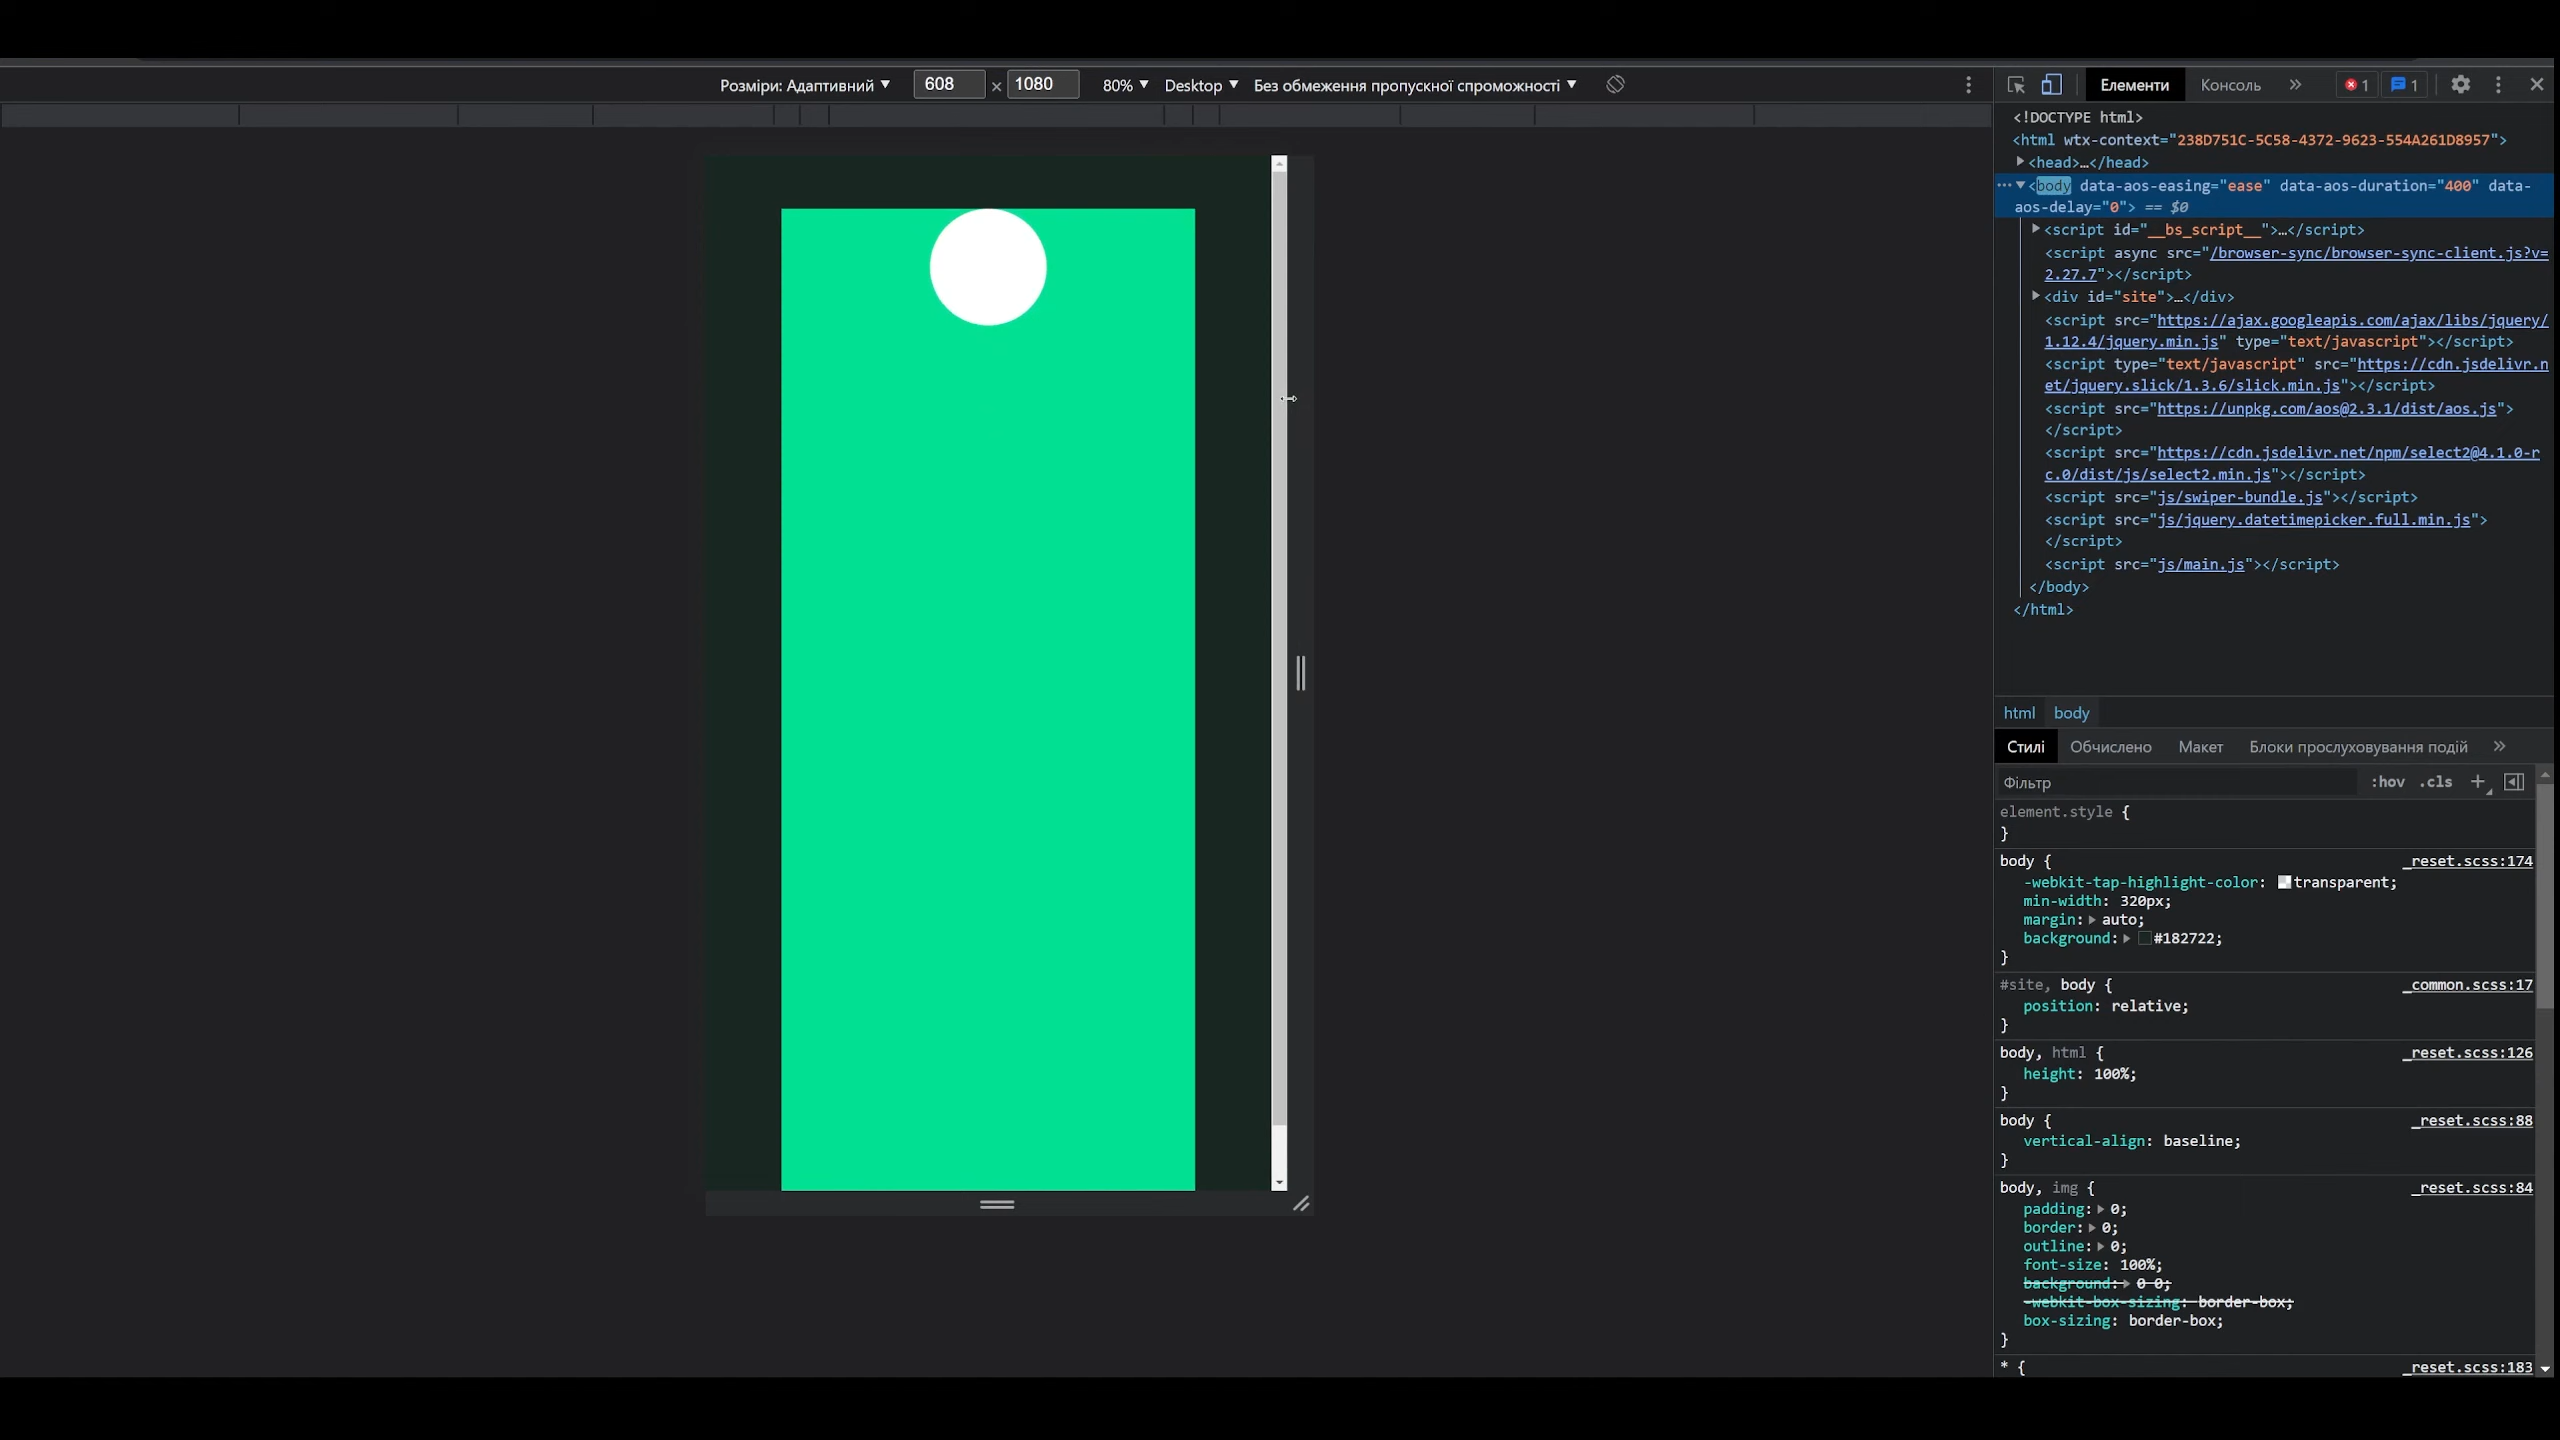 Розміри: Адаптивний 608 × 1080 80% Desktop Без обмеження пропускної спроможності
Елементи Консоль » 1 1
<!DOCTYPE html>
<html wtx-context="238D751C-5C58-4372-9623-554A261D8957">
<head>…</head>
<body data-aos-easing="ease" data-aos-duration="400" data-
aos-delay="0"> == $0
<script id="__bs_script__">…</script>
<script async src="/browser-sync/browser-sync-client.js?v=
2.27.7"></script>
<div id="site">…</div>
<script src="https://ajax.googleapis.com/ajax/libs/jquery/
1.12.4/jquery.min.js" type="text/javascript"></script>
<script type="text/javascript" src="https://cdn.jsdelivr.n
et/jquery.slick/1.3.6/slick.min.js"></script>
<script src="https://unpkg.com/aos@2.3.1/dist/aos.js">
</script>
<script src="https://cdn.jsdelivr.net/npm/select2@4.1.0-r
c.0/dist/js/select2.min.js"></script>
<script src="js/swiper-bundle.js"></script>
<script src="js/jquery.datetimepicker.full.min.js">
</script>
<script src="js/main.js"></script>
</body>
</html>
html body
Стилі Обчислено Макет Блоки прослуховування подій »
Фільтр :hov .cls +
element.style {
}
body { _reset.scss:174
-webkit-tap-highlight-color: transparent;
min-width: 320px;
margin: auto;
background: #182722;
}
#site, body { _common.scss:17
position: relative;
}
body, html { _reset.scss:126
height: 100%;
}
body { _reset.scss:88
vertical-align: baseline;
}
body, img { _reset.scss:84
padding: 0;
border: 0;
outline: 0;
font-size: 100%;
background: 0 0;
-webkit-box-sizing: border-box;
box-sizing: border-box;
}
* { _reset.scss:183